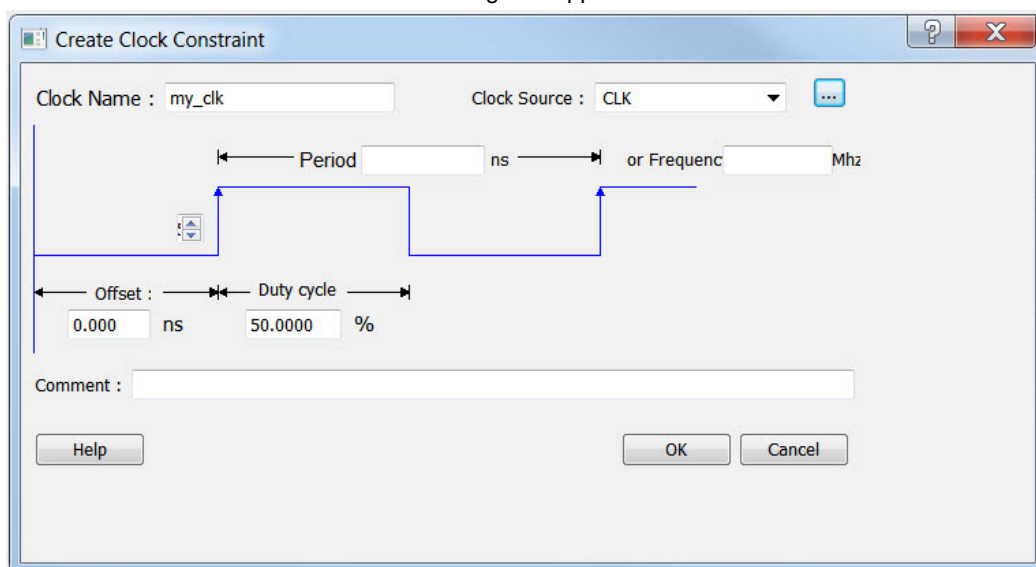 Create Clock Constraint
Clock Name : my_clk Clock Source : CLK ...
Period ns or Frequenc Mhz
Offset : Duty cycle
0.000 ns 50.0000 %
Comment :
Help OK Cancel